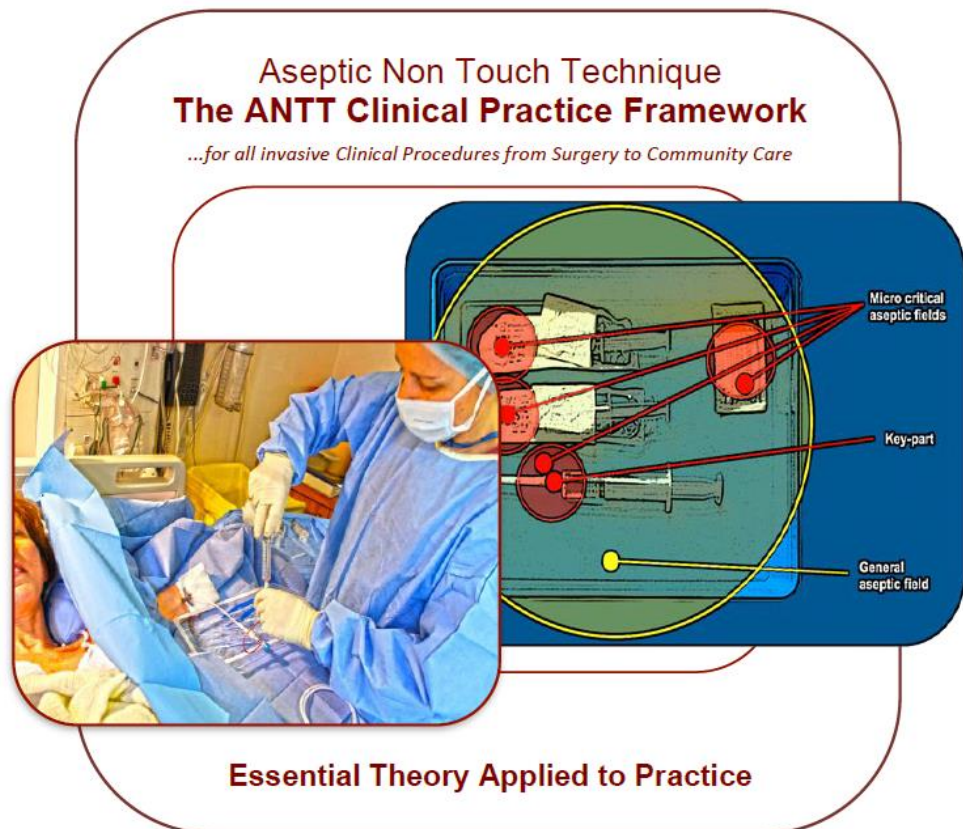 Aseptic Non Touch Technique
The ANTT Clinical Practice Framework
...for all invasive Clinical Procedures from Surgery to Community Care
Micro critical
aseptic fields
Key-part
General
aseptic field
Essential Theory Applied to Practice